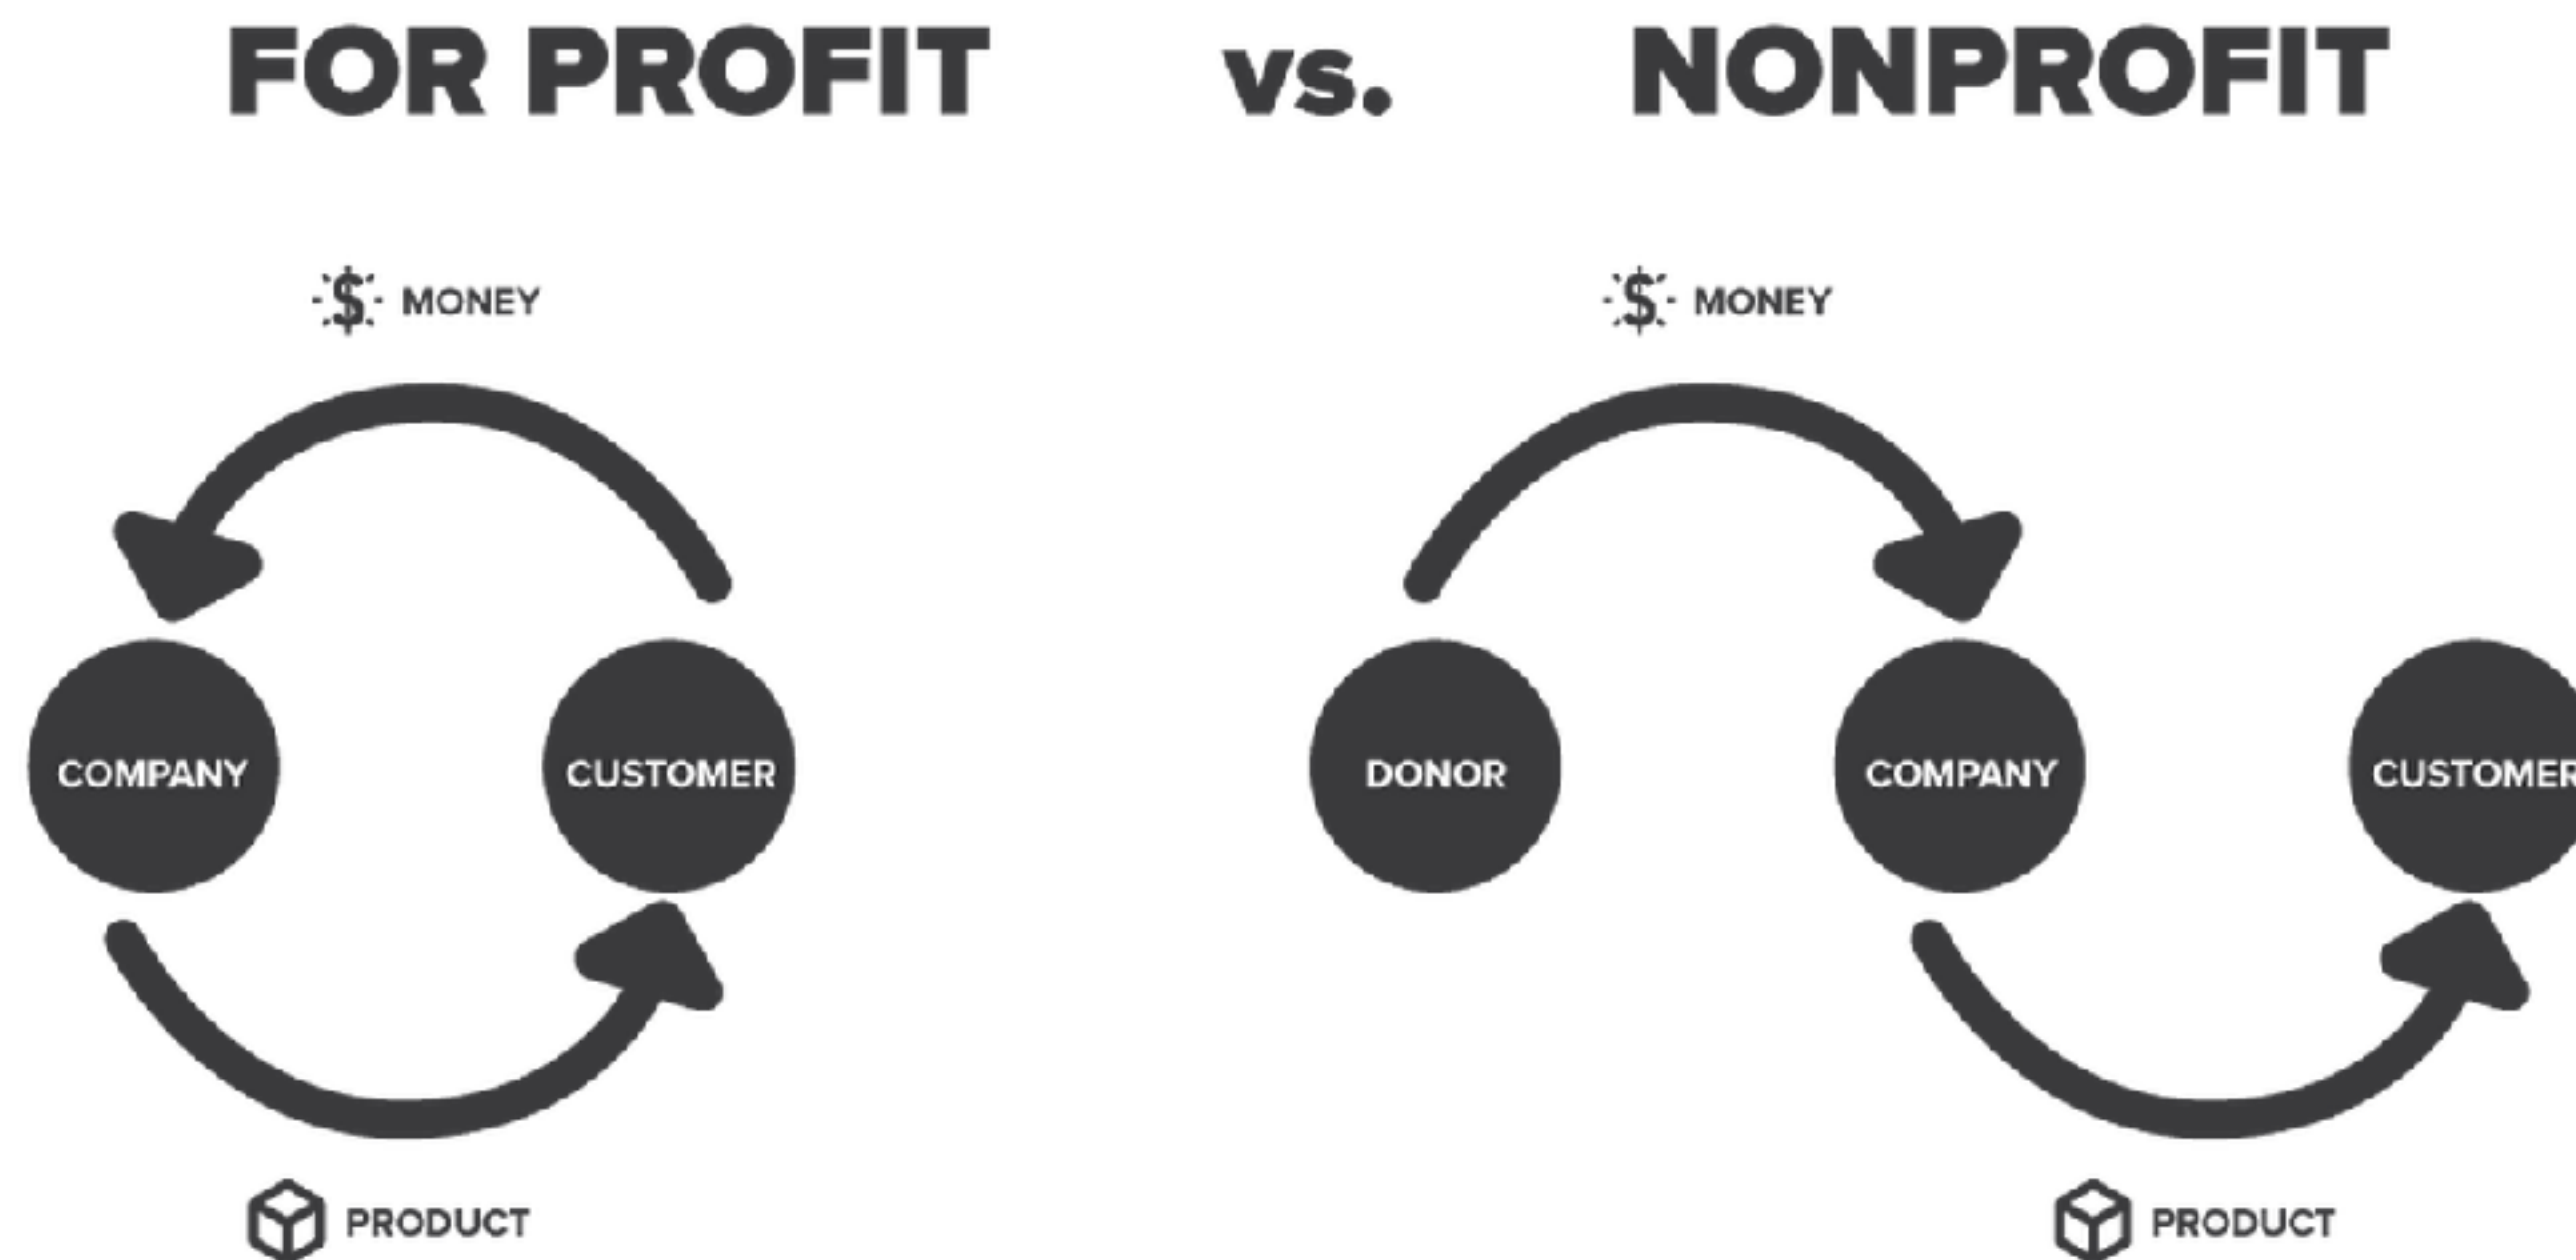 FOR PROFIT vs. NONPROFIT
$ MONEY
$ MONEY
COMPANY
CUSTOMER
DONOR
COMPANY
CUSTOMER
PRODUCT
PRODUCT